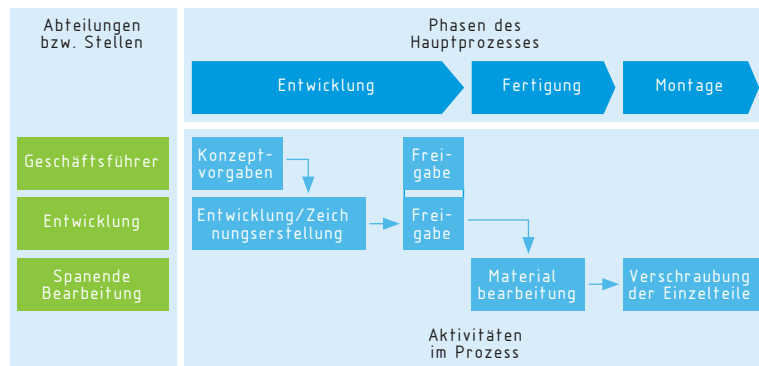 Abteilungen
bzw. Stellen
Phasen des
Hauptprozesses
Entwicklung
Fertigung
Montage
Geschäftsführer
Konzept-
vorgaben
Frei-
gabe
Entwicklung
Entwicklung/Zeich
nungserstellung
Frei-
gabe
Spanende
Bearbeitung
Material
bearbeitung
Verschraubung
der Einzelteile
Aktivitäten
im Prozess